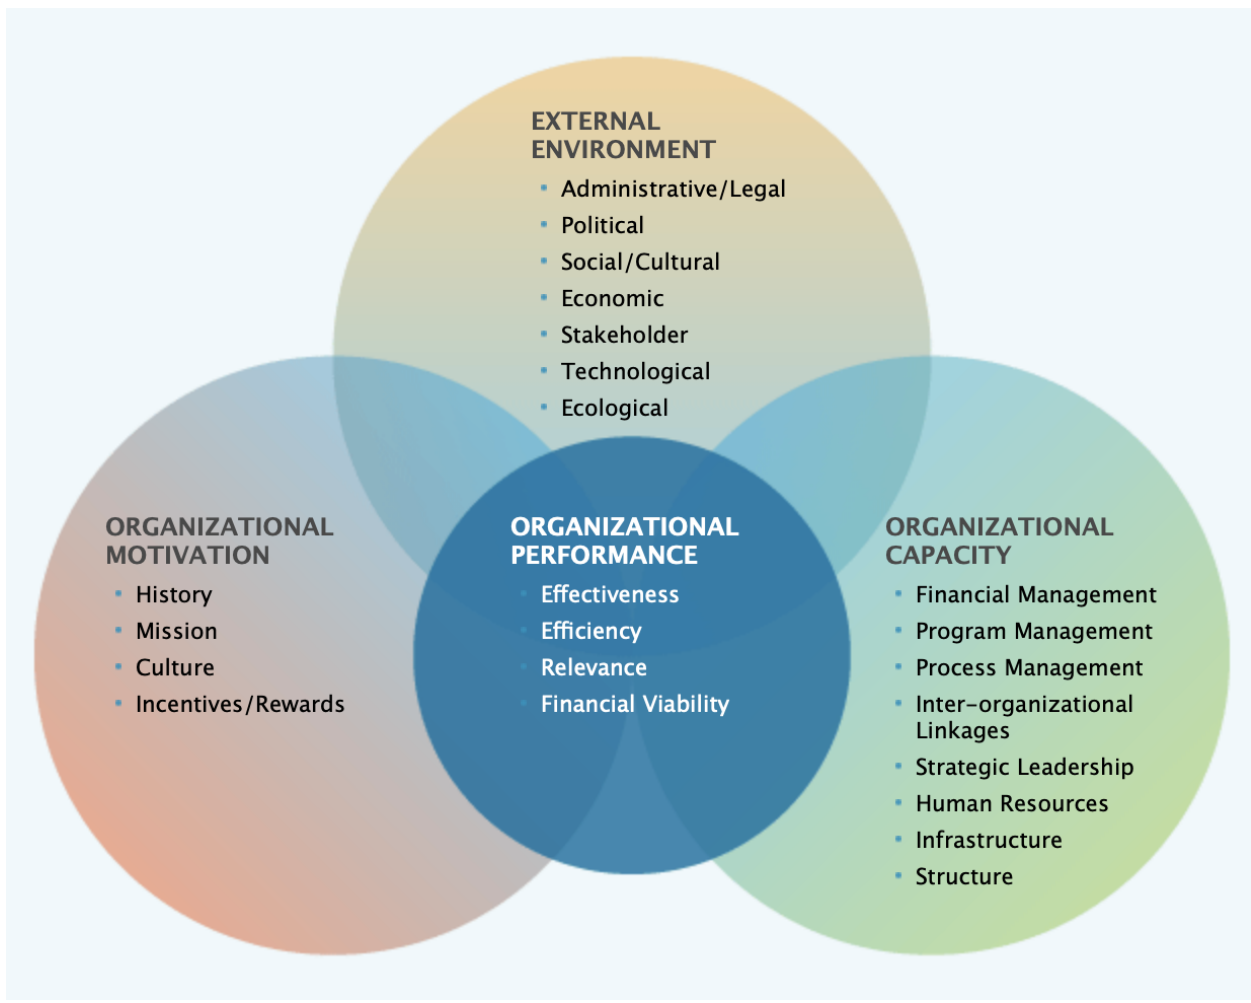 EXTERNAL
ENVIRONMENT
Administrative/Legal
Political
Social/Cultural
Economic
Stakeholder
Technological
Ecological
ORGANIZATIONAL
MOTIVATION
History
Mission
Culture
Incentives/Rewards
ORGANIZATIONAL
PERFORMANCE
Effectiveness
Efficiency
Relevance
Financial Viability
ORGANIZATIONAL
CAPACITY
Financial Management
Program Management
Process Management
Inter-organizational
Linkages
Strategic Leadership
Human Resources
Infrastructure
Structure